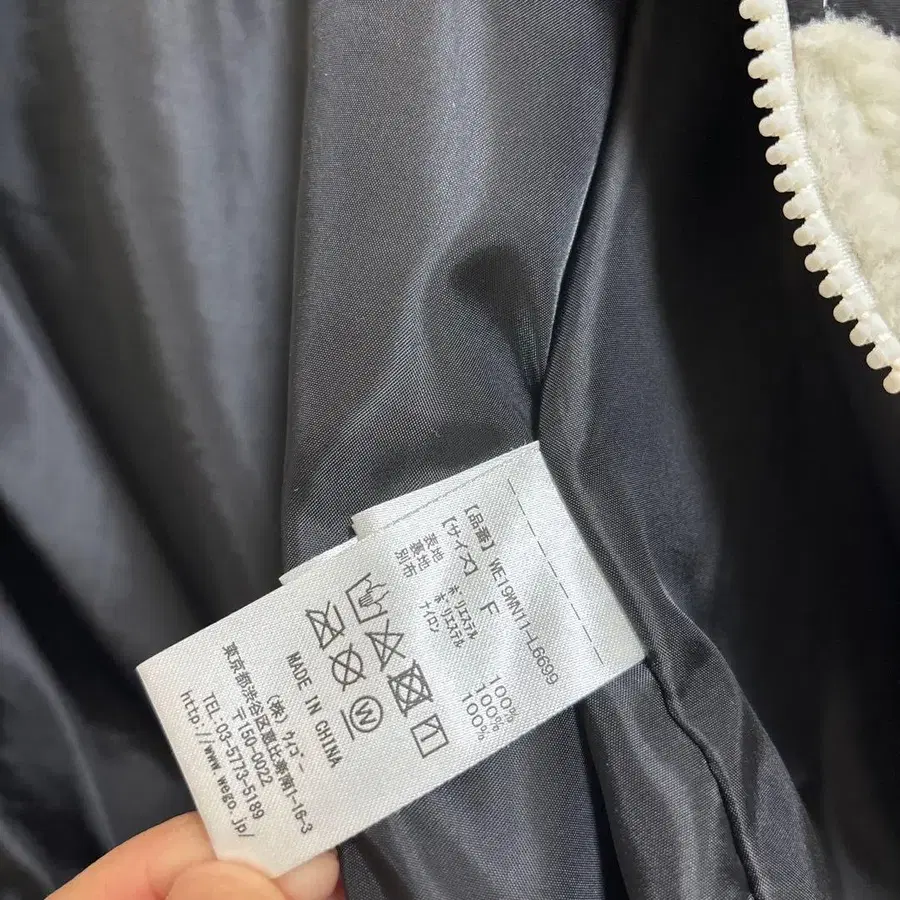 【品番】WE19WN11-L6699
【サイズ】 F
表地 ポリエステル 100%
裏地 ポリエステル 100%
別布 ナイロン 100%
W
MADE IN CHINA
(株) ウィゴー
東京都渋谷区恵比寿南1-16-3
〒150-0022
TEL:03-5773-5189
http://www.wego.jp/